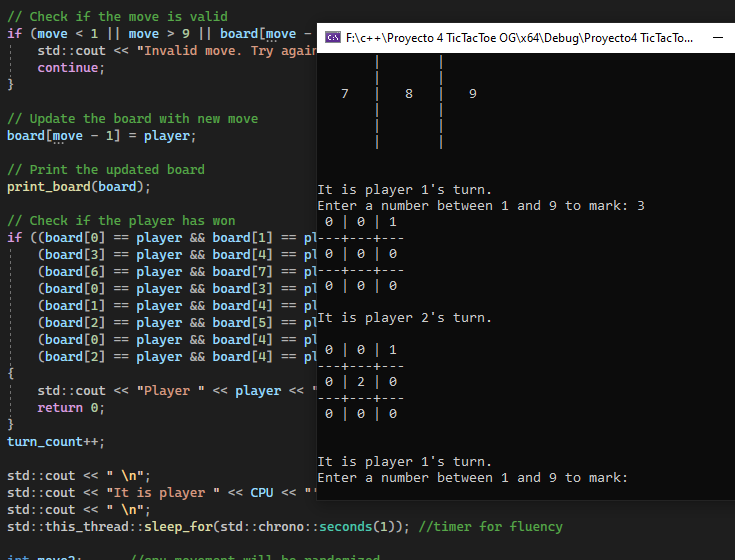 // Check if the move is valid
if (move < 1 || move > 9 || board[move -
std::cout << "Invalid move. Try again
continue;
}
// Update the board with new move
board[move - 1] = player;
// Print the updated board
print_board(board);
// Check if the player has won
if ((board[0] == player && board[1] == pl
(board[3] == player && board[4] == pl
(board[6] == player && board[7] == pl
(board[0] == player && board[3] == pl
(board[1] == player && board[4] == pl
(board[2] == player && board[5] == pl
(board[0] == player && board[4] == pl
(board[2] == player && board[4] == pl
{
std::cout << "Player " << player << "
return 0;
}
turn_count++;
std::cout << " \n";
std::cout << "It is player " << CPU << "'
std::cout << " \n";
std::this_thread::sleep_for(std::chrono::seconds(1)); //timer for fluency
F:\c++\Proyecto 4 TicTacToe OG\x64\Debug\Proyecto4 TicTacTo...
| |
| |
7 | 8 | 9
| |
| |
| |
It is player 1's turn.
Enter a number between 1 and 9 to mark: 3
0 | 0 | 1
---+---+---
0 | 0 | 0
---+---+---
0 | 0 | 0
It is player 2's turn.
0 | 0 | 1
---+---+---
0 | 2 | 0
---+---+---
0 | 0 | 0
It is player 1's turn.
Enter a number between 1 and 9 to mark: